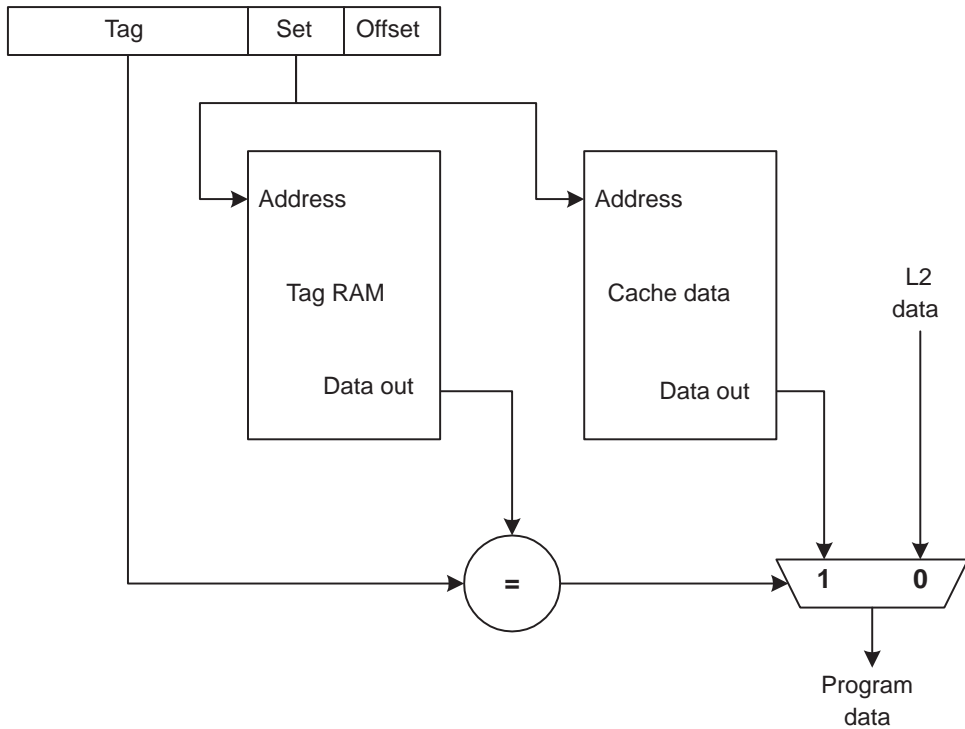 Tag Set Offset
Address
Address
Tag RAM
Cache data
L2
data
Data out
Data out
=
1 0
Program
data